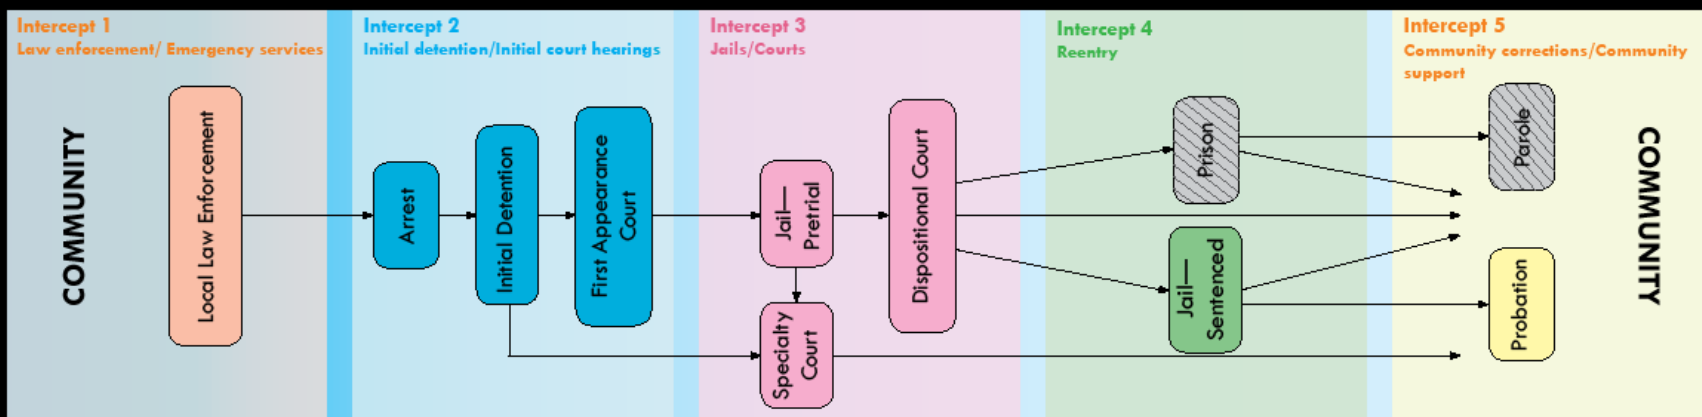 Intercept 1
Law enforcement/ Emergency services
COMMUNITY
Local Law Enforcement
Intercept 2
Initial detention/Initial court hearings
Arrest
Initial Detention
First Appearance
Court
Intercept 3
Jails/Courts
Jail—
Pretrial
Specialty
Court
Dispositional Court
Intercept 4
Reentry
Prison
Jail—
Sentenced
Intercept 5
Community corrections/Community
support
Parole
Probation
COMMUNITY